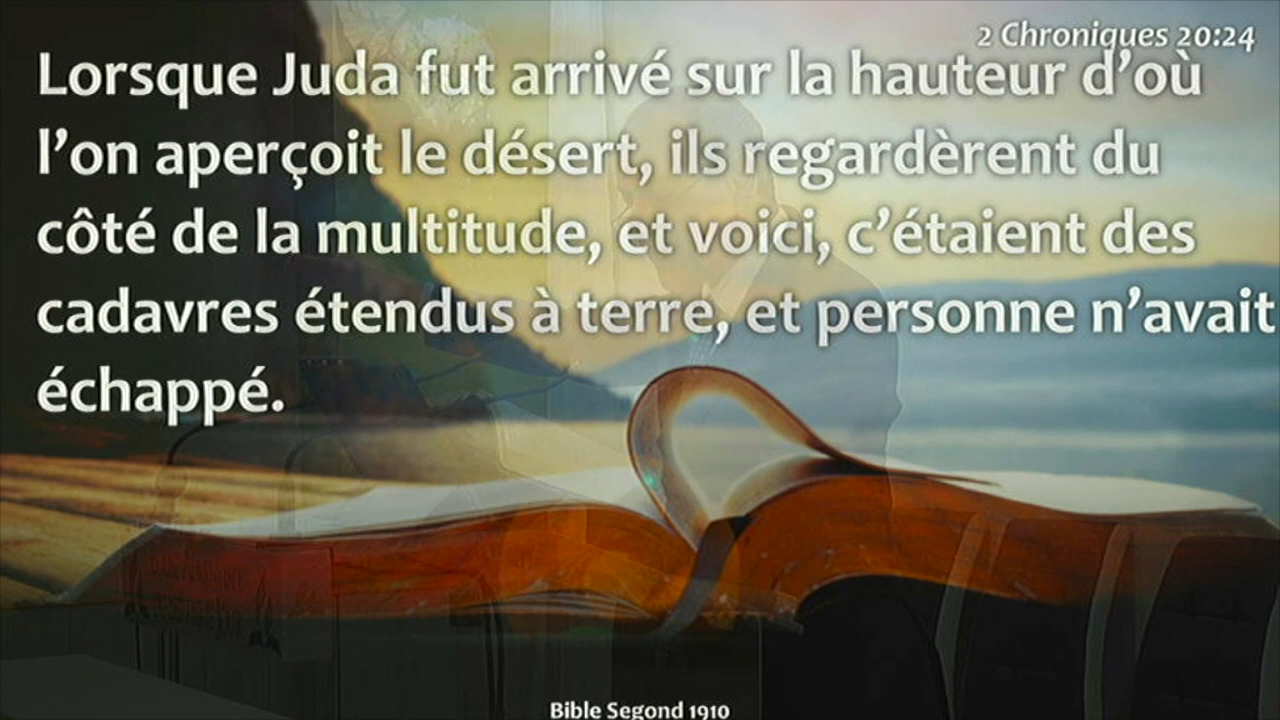 2 Chroniques 20:24
Lorsque Juda fut arrivé sur la hauteur d’où
l’on aperçoit le désert, ils regardèrent du
côté de la multitude, et voici, c’étaient des
cadavres étendus à terre, et personne n’avait
échappé.
Bible Segond 1910